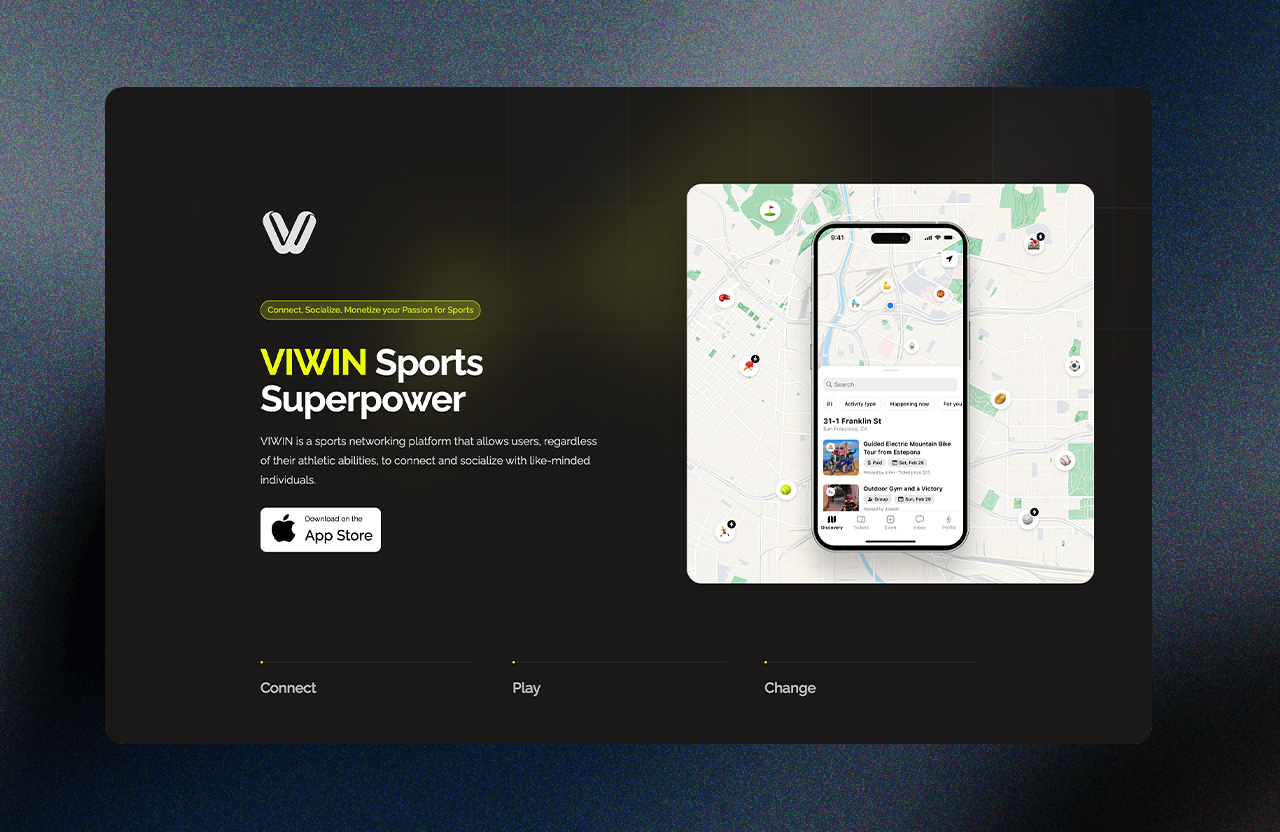 Connect, Socialize, Monetize your Passion for Sports
VIWIN Sports
Superpower
VIWIN is a sports networking platform that allows users, regardless
of their athletic abilities, to connect and socialize with like-minded
individuals.
Download on the
App Store
9:41
Search
Activity type
Happening now
For you
31-1 Franklin St
San Francisco, CA
Guided Electric Mountain Bike
Tour from Estepona
Paid
Sat, Feb 28
Hosted by John · Ticket price $25
Outdoor Gym and a Victory
Group
Sun, Feb 28
Hosted by Joseph
Discovery
Tickets
Event
Inbox
Profile
Connect
Play
Change